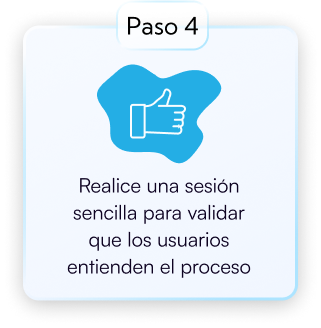 Paso 4
Realice una sesión
sencilla para validar
que los usuarios
entienden el proceso